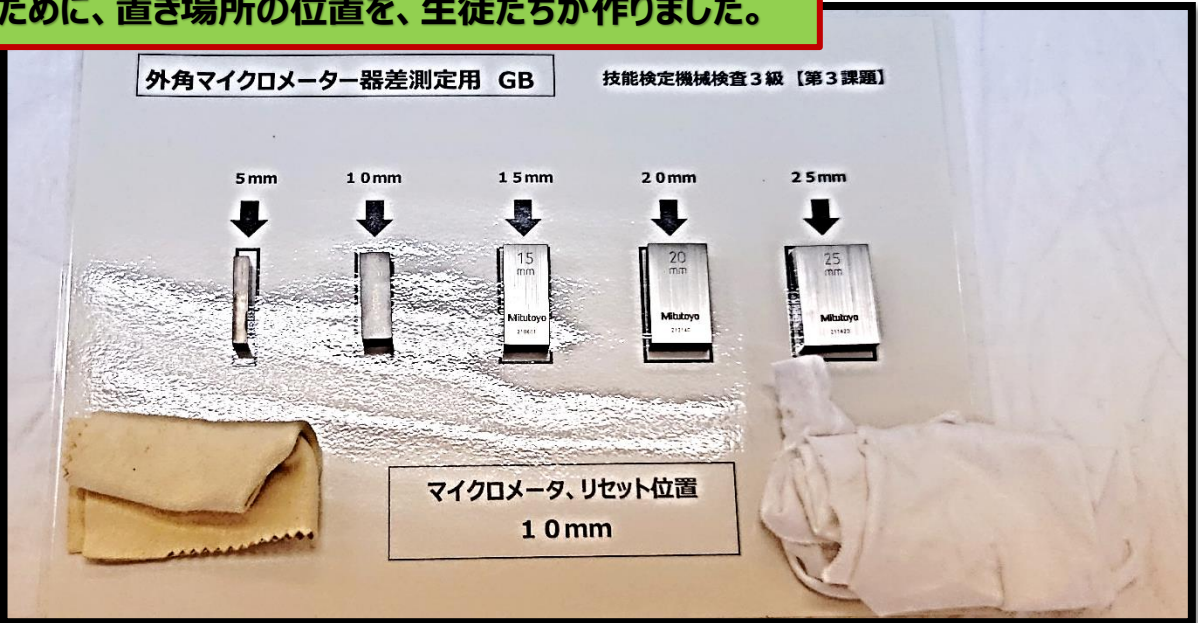 ために、置き場所の位置を、生徒たちが作りました。
外角マイクロメーター器差測定用 GB
技能検定機械検査3級【第3課題】
5mm
10mm
15mm
20mm
25mm
15
mm
Mitutoyo
20
mm
Mitutoyo
25
mm
Mitutoyo
マイクロメータ、リセット位置
10mm